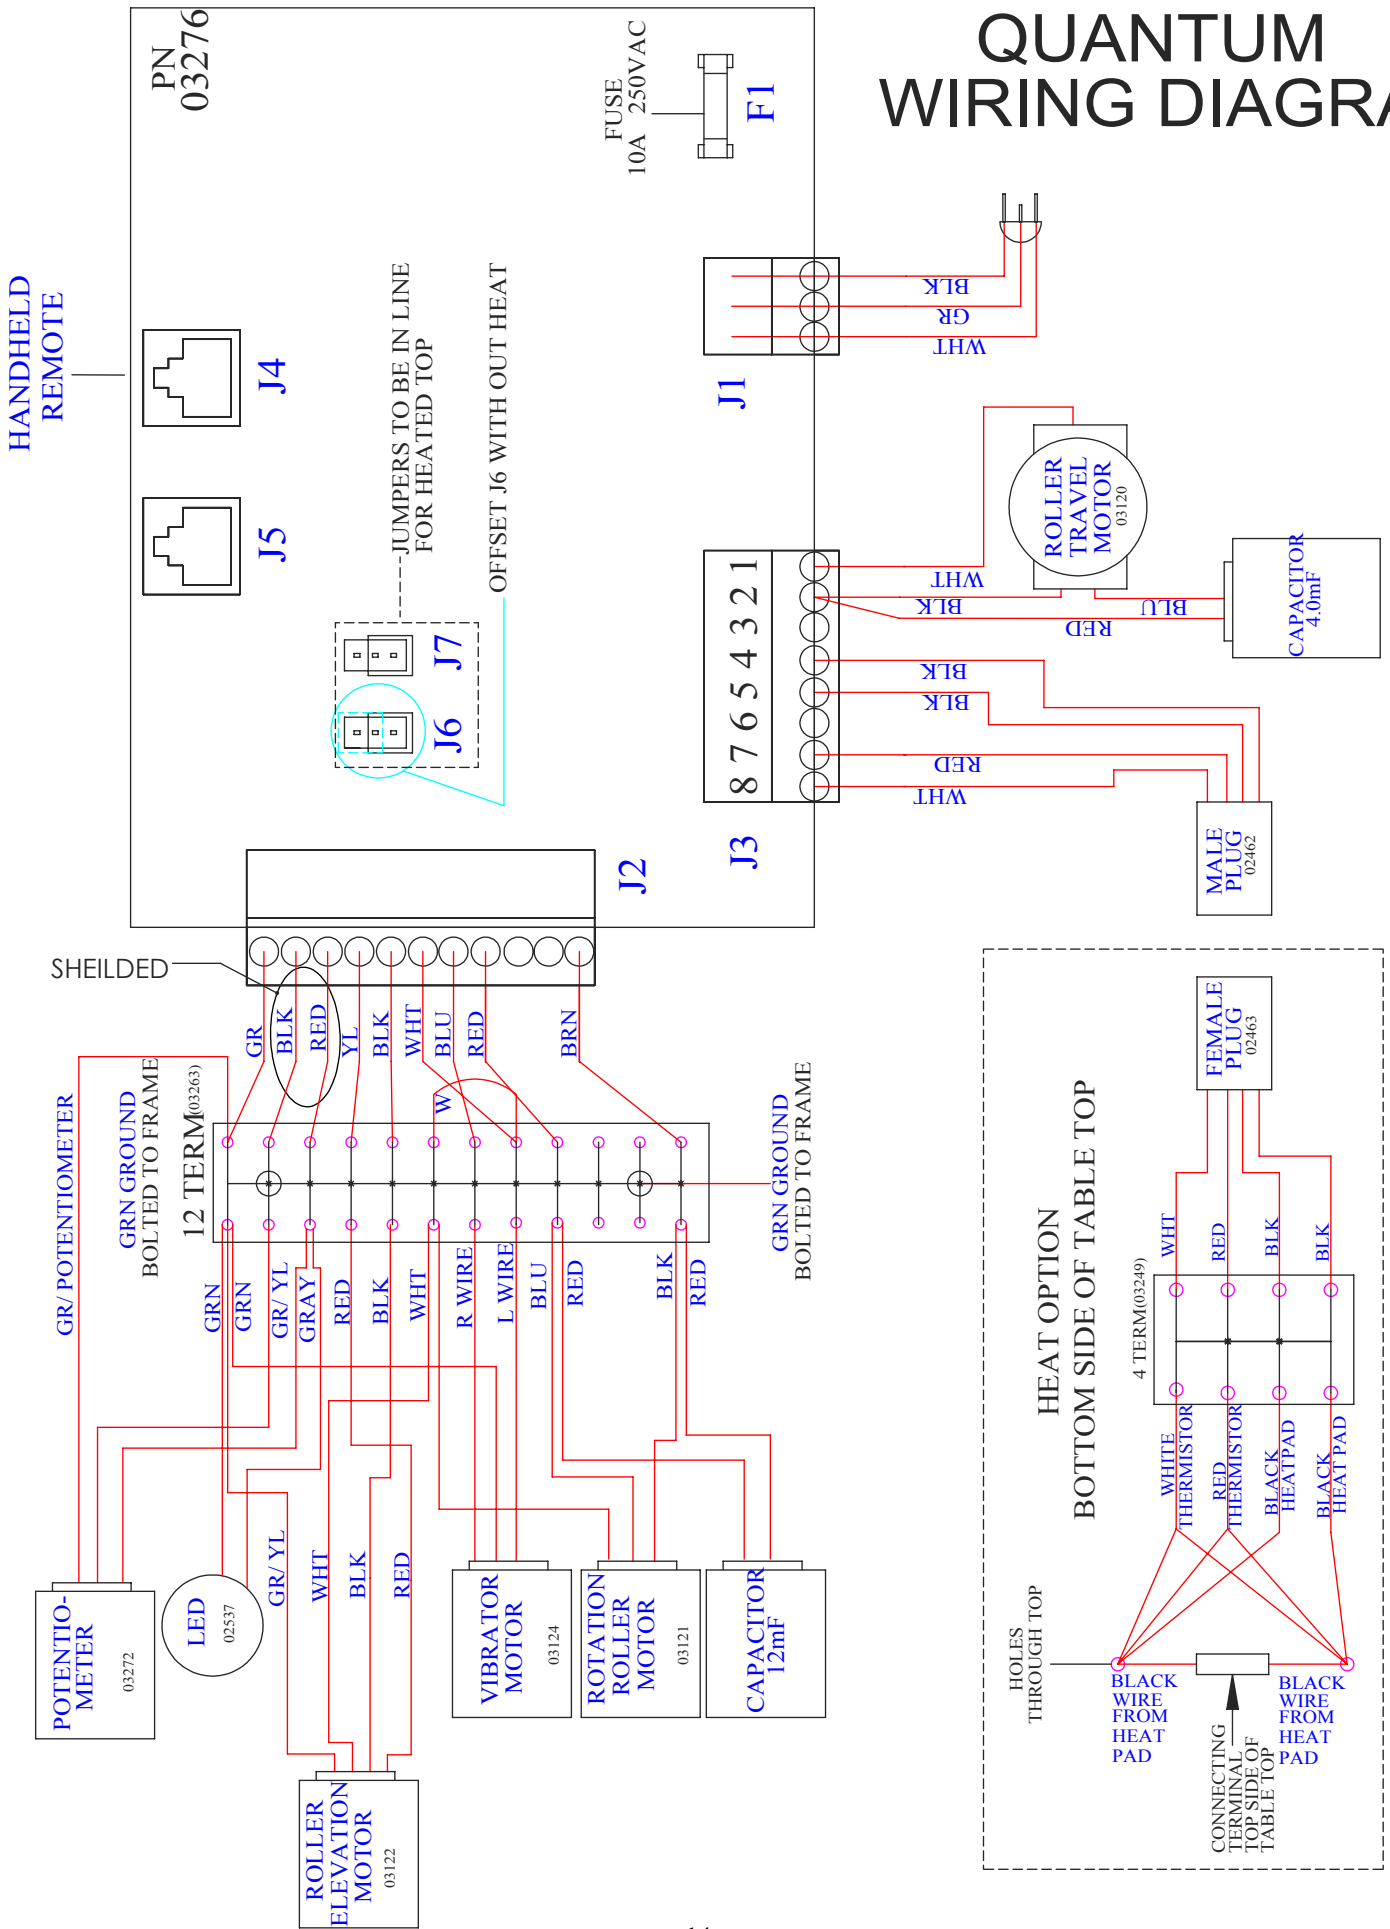 QUANTUM
WIRING DIAGRA
PN
03276
FUSE
10A 250VAC
F1
HANDHELD
REMOTE
J4
J5
JUMPERS TO BE IN LINE
FOR HEATED TOP
OFFSET J6 WITH OUT HEAT
J7
J6
J1
BLK
GR
WHT
J3
8 7 6 5 4 3 2 1
WHT
BLK
RED
BLU
BLK
BLK
RED
WHT
ROLLER
TRAVEL
MOTOR
03120
CAPACITOR
4.0mF
MALE
PLUG
02462
J2
SHEILDED
GR
BLK
RED
YL
BLK
WHT
BLU
RED
BRN
W
GR/ POTENTIOMETER
GRN GROUND
BOLTED TO FRAME
12 TERM(03263)
GRN GROUND
BOLTED TO FRAME
GRN
GRN
GR/ YL
GRAY
RED
BLK
WHT
R WIRE
L WIRE
BLU
RED
BLK
RED
GR/ YL
WHT
BLK
RED
POTENTIO-
METER
03272
LED
02537
ROLLER
ELEVATION
MOTOR
03122
VIBRATOR
MOTOR
03124
ROTATION
ROLLER
MOTOR
03121
CAPACITOR
12mF
HEAT OPTION
BOTTOM SIDE OF TABLE TOP
FEMALE
PLUG
02463
WHT
RED
BLK
BLK
4 TERM(03249)
WHITE
THERMISTOR
RED
THERMISTOR
BLACK
HEATPAD
BLACK
HEAT PAD
HOLES
THROUGH TOP
BLACK
WIRE
FROM
HEAT
PAD
BLACK
WIRE
FROM
HEAT
PAD
CONNECTING
TERMINAL
TOP SIDE OF
TABLE TOP